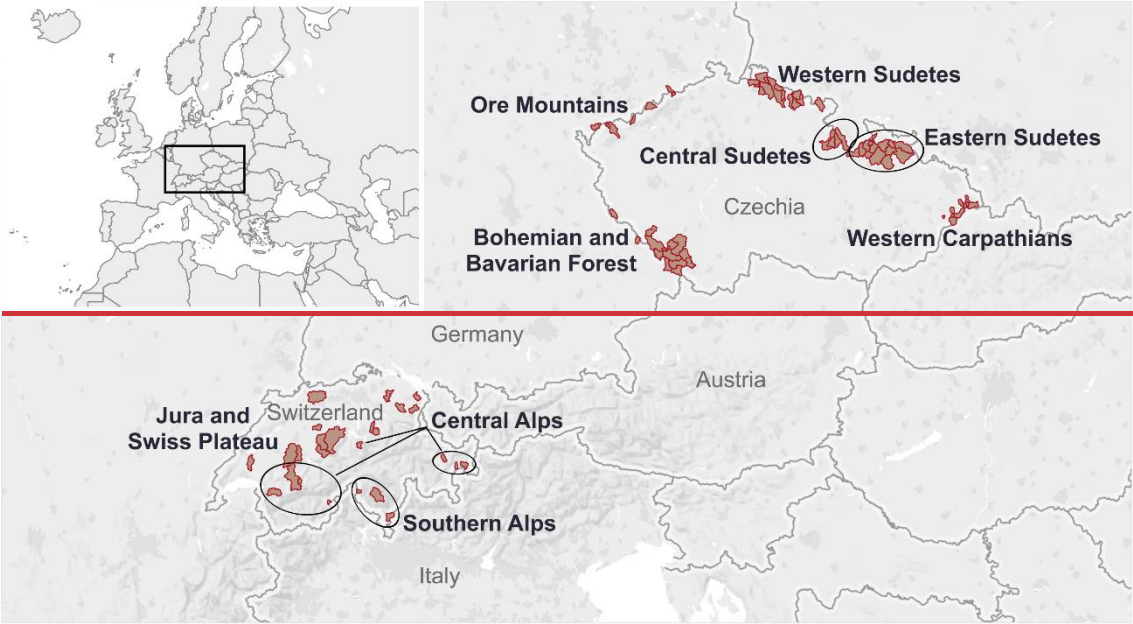 Western Sudetes
Ore Mountains
Eastern Sudetes
Central Sudetes
Czechia
Bohemian and
Bavarian Forest
Western Carpathians
Germany
Austria
Jura and
Swiss Plateau
Switzerland
Central Alps
Southern Alps
Italy